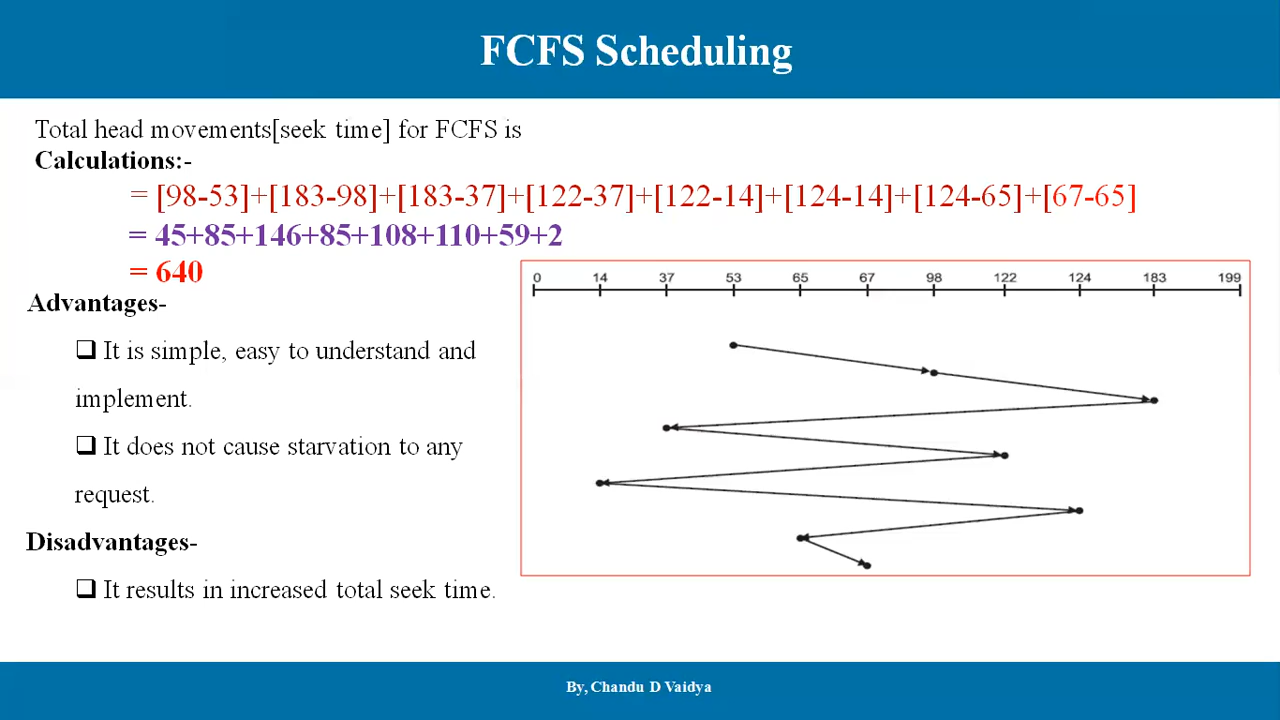 FCFS Scheduling
Total head movements[seek time] for FCFS is
Calculations:-
= [98-53]+[183-98]+[183-37]+[122-37]+[122-14]+[124-14]+[124-65]+[67-65]
= 45+85+146+85+108+110+59+2
= 640
Advantages-
❑ It is simple, easy to understand and
implement.
❑ It does not cause starvation to any
request.
Disadvantages-
❑ It results in increased total seek time.
0 14 37 53 65 67 98 122 124 183 199
By, Chandu D Vaidya